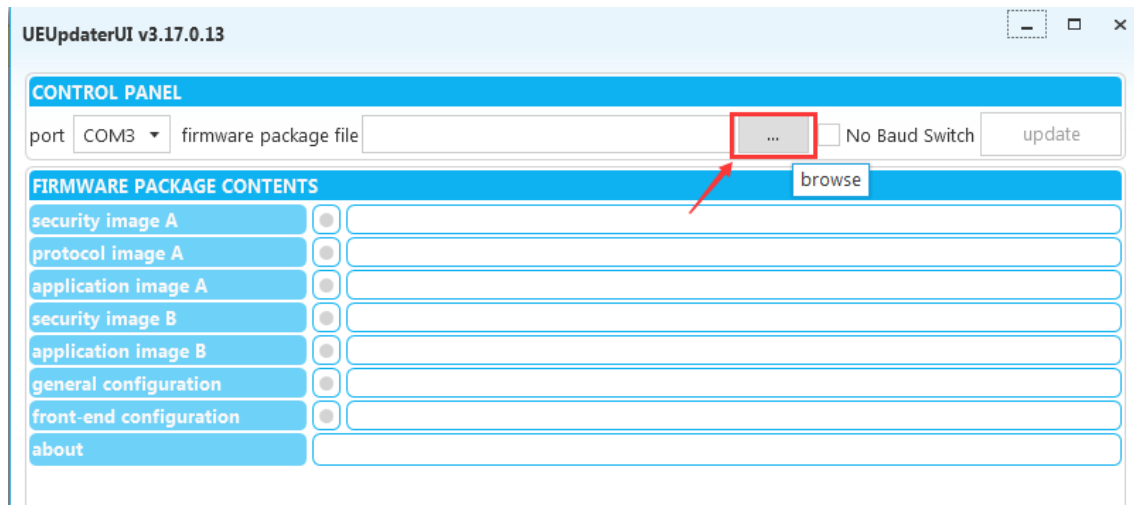 UEUpdaterUI v3.17.0.13
CONTROL PANEL
port COM3 firmware package file ... No Baud Switch update
browse
FIRMWARE PACKAGE CONTENTS
security image A
protocol image A
application image A
security image B
application image B
general configuration
front-end configuration
about